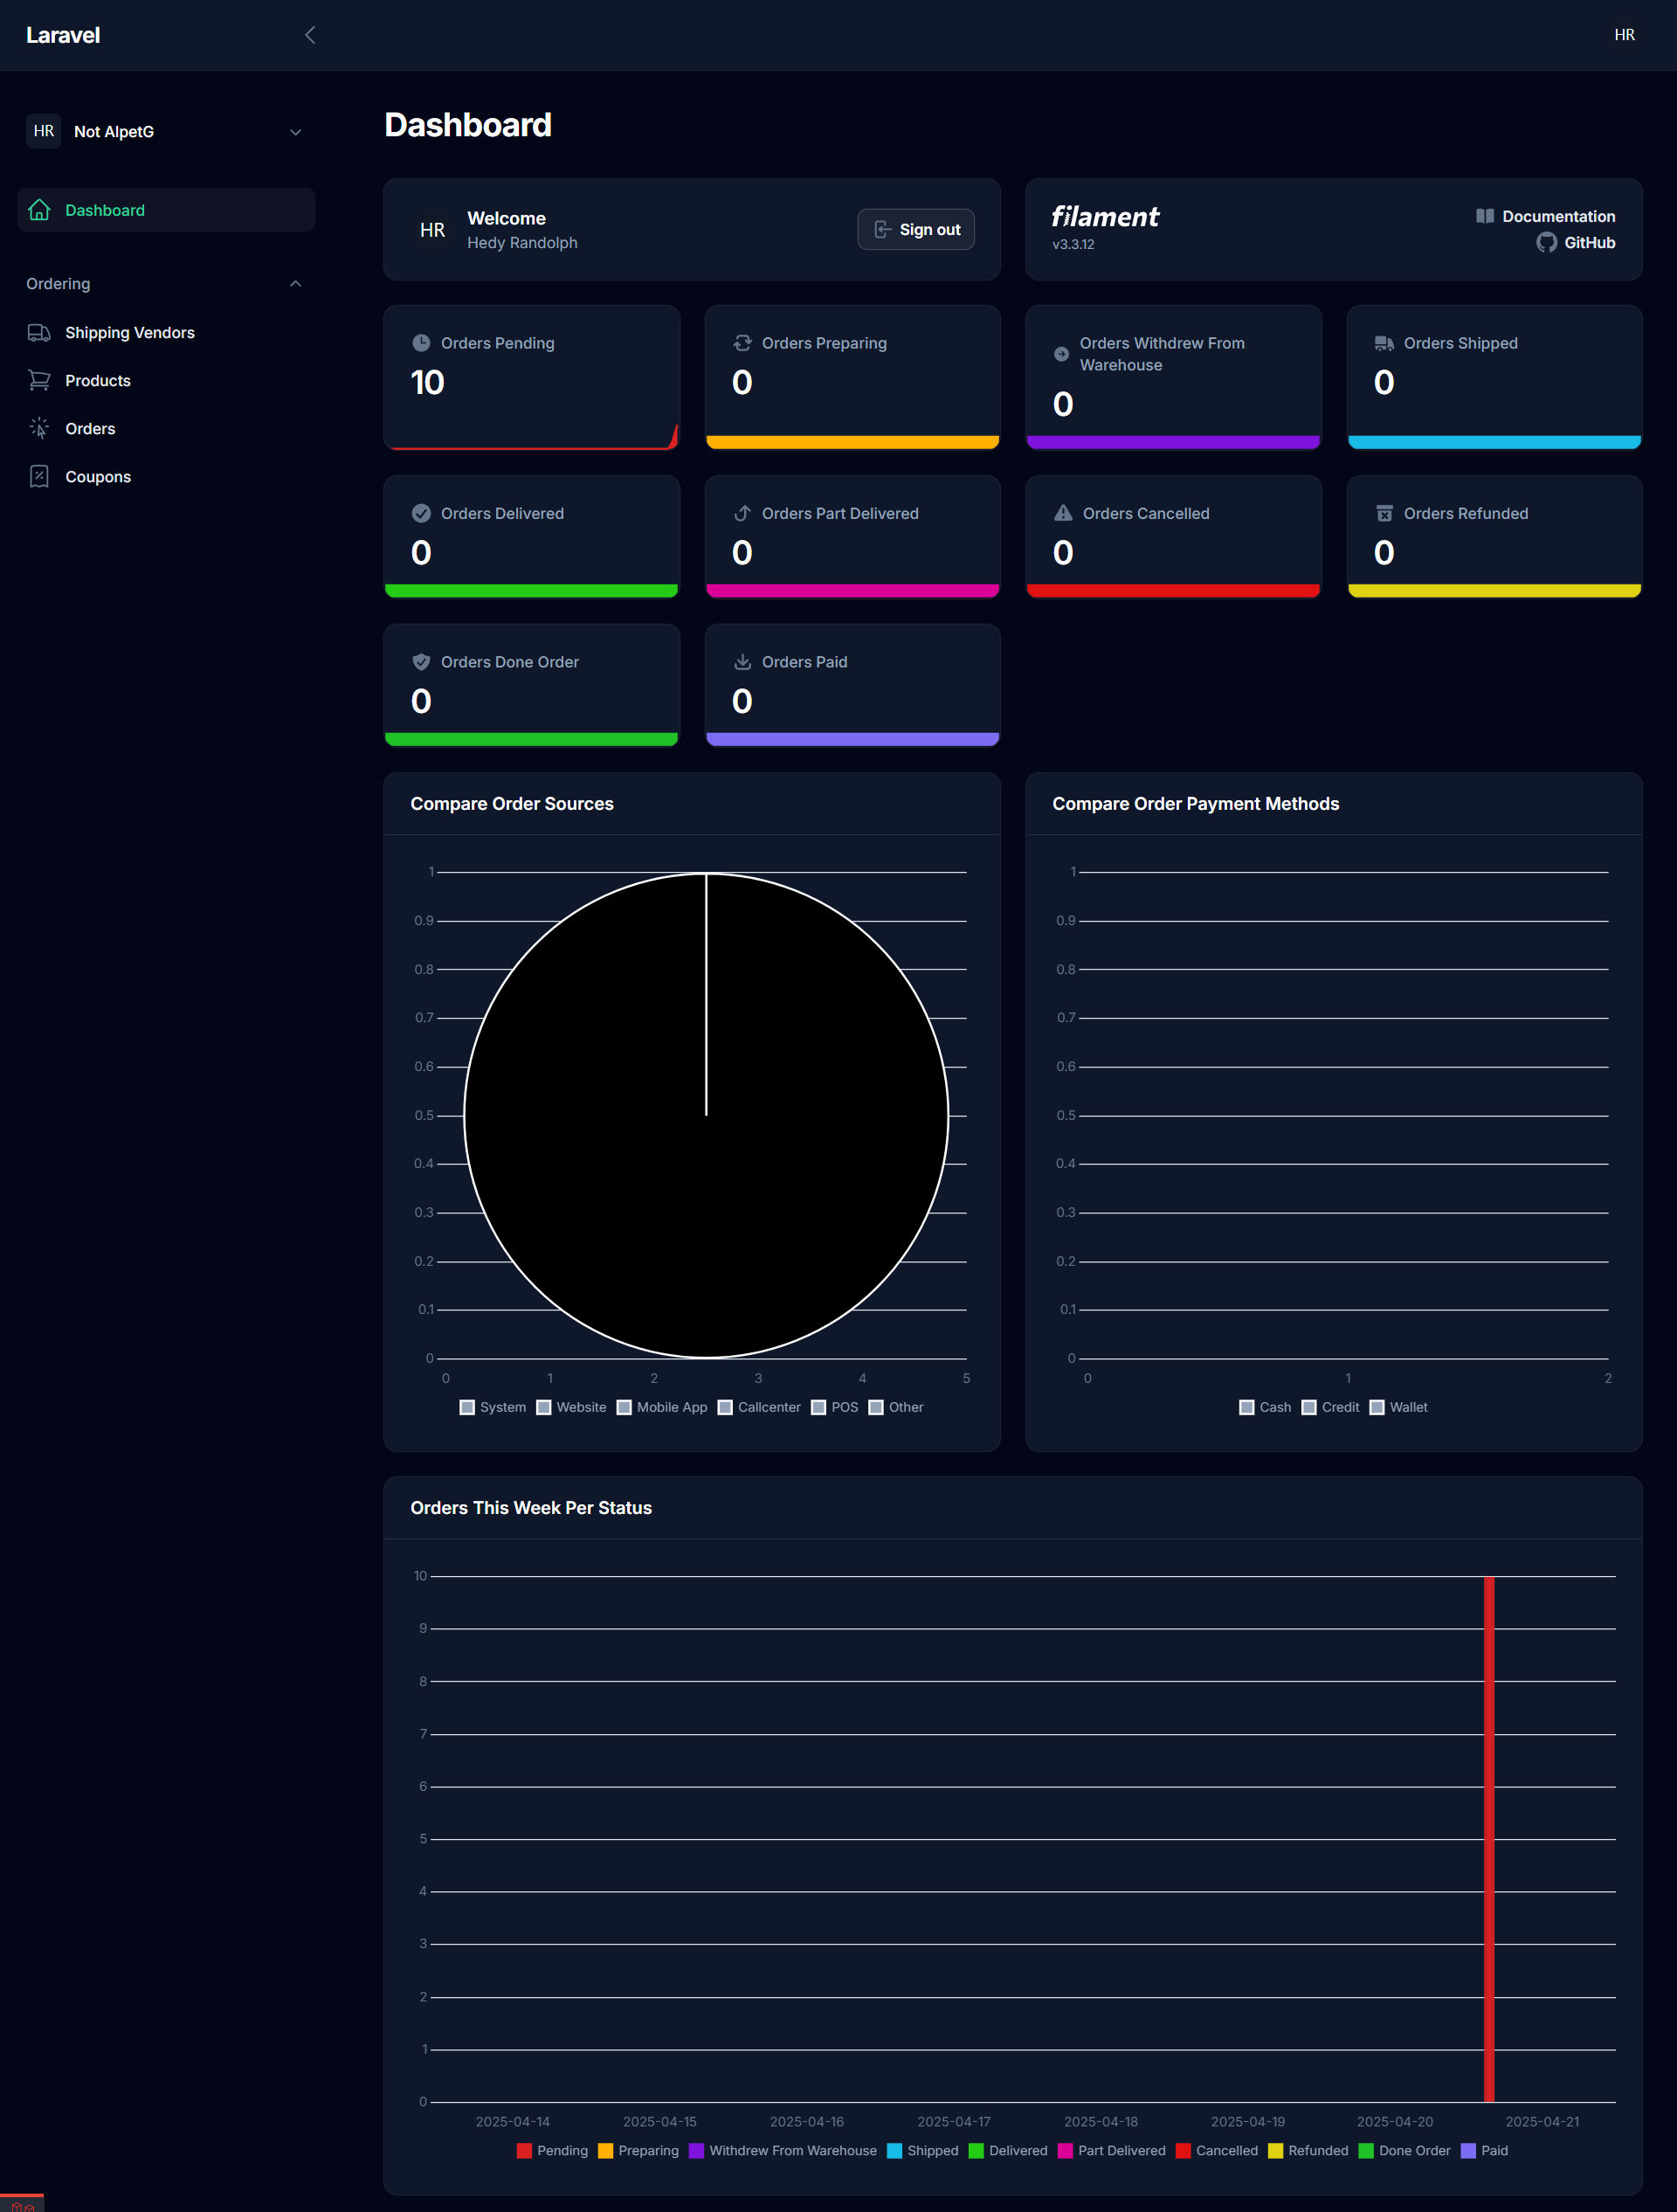 Laravel
HR
HR Not AlpetG
Dashboard
Ordering
Shipping Vendors
Products
Orders
Coupons
Dashboard
HR
Welcome
Hedy Randolph
Sign out
filament
v3.3.12
Documentation
GitHub
Orders Pending
10
Orders Preparing
0
Orders Withdrew From
Warehouse
0
Orders Shipped
0
Orders Delivered
0
Orders Part Delivered
0
Orders Cancelled
0
Orders Refunded
0
Orders Done Order
0
Orders Paid
0
Compare Order Sources
1
0.9
0.8
0.7
0.6
0.5
0.4
0.3
0.2
0.1
0
0 1 2 3 4 5
System Website Mobile App Callcenter POS Other
Compare Order Payment Methods
1
0.9
0.8
0.7
0.6
0.5
0.4
0.3
0.2
0.1
0
0 1 2
Cash Credit Wallet
Orders This Week Per Status
10
9
8
7
6
5
4
3
2
1
0
2025-04-14 2025-04-15 2025-04-16 2025-04-17 2025-04-18 2025-04-19 2025-04-20 2025-04-21
Pending Preparing Withdrew From Warehouse Shipped Delivered Part Delivered Cancelled Refunded Done Order Paid